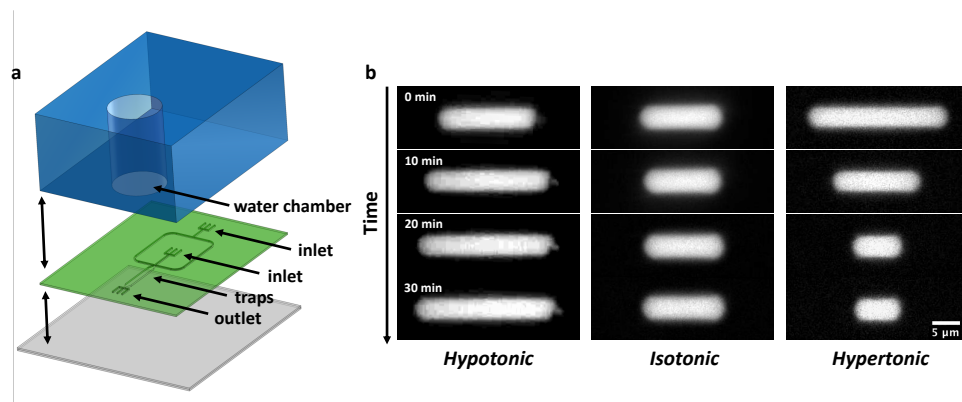 a
water chamber
inlet
inlet
traps
outlet
b
Time
0 min
10 min
20 min
30 min
5 µm
Hypotonic
Isotonic
Hypertonic